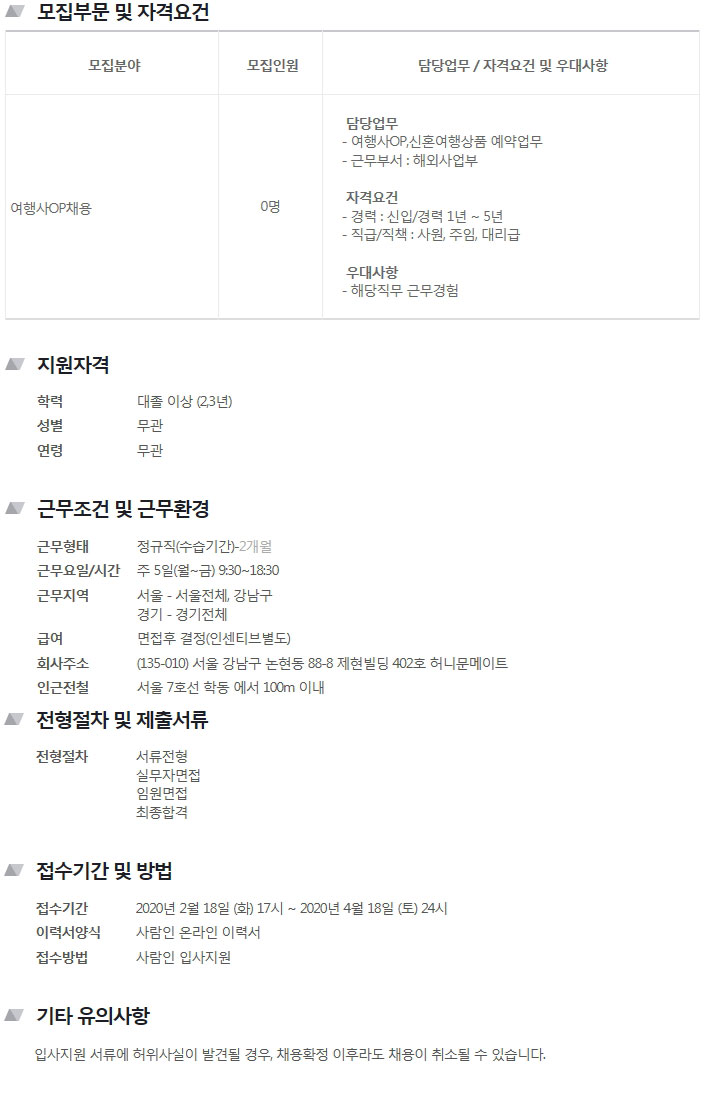 모집부문 및 자격요건
모집분야 모집인원 담당업무 / 자격요건 및 우대사항
여행사OP채용
0명
담당업무
- 여행사OP,신혼여행상품 예약업무
- 근무부서 : 해외사업부
자격요건
- 경력 : 신입/경력 1년 ~ 5년
- 직급/직책 : 사원, 주임, 대리급
우대사항
- 해당직무 근무경험
지원자격
학력 대졸 이상 (2,3년)
성별 무관
연령 무관
근무조건 및 근무환경
근무형태 정규직(수습기간)-2개월
근무요일/시간 주 5일(월~금) 9:30~18:30
근무지역 서울 - 서울전체, 강남구
경기 - 경기전체
급여 면접후 결정(인센티브별도)
회사주소 (135-010) 서울 강남구 논현동 88-8 제현빌딩 402호 허니문메이트
인근전철 서울 7호선 학동 에서 100m 이내
전형절차 및 제출서류
전형절차 서류전형
실무자면접
임원면접
최종합격
접수기간 및 방법
접수기간 2020년 2월 18일 (화) 17시 ~ 2020년 4월 18일 (토) 24시
이력서양식 사람인 온라인 이력서
접수방법 사람인 입사지원
기타 유의사항
입사지원 서류에 허위사실이 발견될 경우, 채용확정 이후라도 채용이 취소될 수 있습니다.